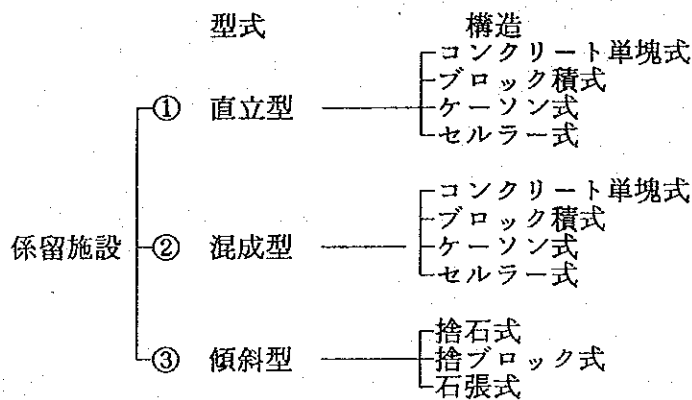 型式 構造
コンクリート単塊式
ブロック積式
① 直立型 ケーソン式
セルラー式
コンクリート単塊式
ブロック積式
係留施設 ② 混成型 ケーソン式
セルラー式
捨石式
③ 傾斜型 捨ブロック式
石張式